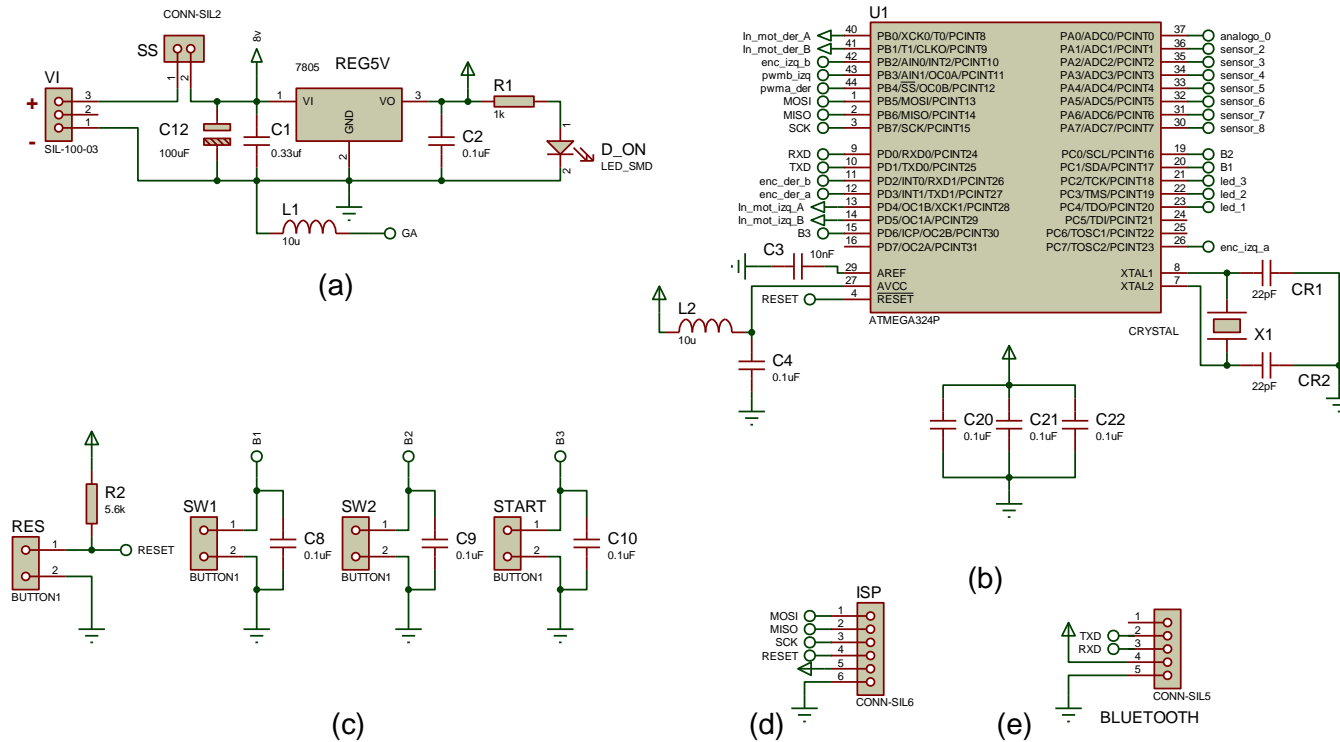 CONN-SIL2
SS
1
2
8v
VI
+
-
3
2
1
SIL-100-03
C12
100uF
C1
0.33uf
7805
REG5V
1
VI
VO
3
GND
2
C2
0.1uF
R1
1k
1
2
D_ON
LED_SMD
L1
10u
GA
(a)
U1
In_mot_der_A 40 PB0/XCK0/T0/PCINT8
In_mot_der_B 41 PB1/T1/CLKO/PCINT9
enc_izq_b 42 PB2/AIN0/INT2/PCINT10
pwmb_izq 43 PB3/AIN1/OC0A/PCINT11
pwma_der 44 PB4/SS/OC0B/PCINT12
MOSI 1 PB5/MOSI/PCINT13
MISO 2 PB6/MISO/PCINT14
SCK 3 PB7/SCK/PCINT15
RXD 9 PD0/RXD0/PCINT24
TXD 10 PD1/TXD0/PCINT25
enc_der_b 11 PD2/INT0/RXD1/PCINT26
enc_der_a 12 PD3/INT1/TXD1/PCINT27
In_mot_izq_A 13 PD4/OC1B/XCK1/PCINT28
In_mot_izq_B 14 PD5/OC1A/PCINT29
B3 15 PD6/ICP/OC2B/PCINT30
16 PD7/OC2A/PCINT31
29 AREF
27 AVCC
RESET 4 RESET
PA0/ADC0/PCINT0 37 analogo_0
PA1/ADC1/PCINT1 36 sensor_2
PA2/ADC2/PCINT2 35 sensor_3
PA3/ADC3/PCINT3 34 sensor_4
PA4/ADC4/PCINT4 33 sensor_5
PA5/ADC5/PCINT5 32 sensor_6
PA6/ADC6/PCINT6 31 sensor_7
PA7/ADC7/PCINT7 30 sensor_8
PC0/SCL/PCINT16 19 B2
PC1/SDA/PCINT17 20 B1
PC2/TCK/PCINT18 21 led_3
PC3/TMS/PCINT19 22 led_2
PC4/TDO/PCINT20 23 led_1
PC5/TDI/PCINT21 24
PC6/TOSC1/PCINT22 25
PC7/TOSC2/PCINT23 26 enc_izq_a
XTAL1 8
XTAL2 7
ATMEGA324P
CRYSTAL
C3
10nF
L2
10u
C4
0.1uF
22pF
CR1
X1
22pF
CR2
C20
0.1uF
C21
0.1uF
C22
0.1uF
(b)
R2
5.6k
RES
1
2
RESET
BUTTON1
B1
SW1
1
2
BUTTON1
C8
0.1uF
B2
SW2
1
2
BUTTON1
C9
0.1uF
B3
START
1
2
BUTTON1
C10
0.1uF
(c)
ISP
MOSI 1
MISO 2
SCK 3
RESET 4
5
6
CONN-SIL6
(d)
1
TXD 2
RXD 3
4
5
CONN-SIL5
BLUETOOTH
(e)